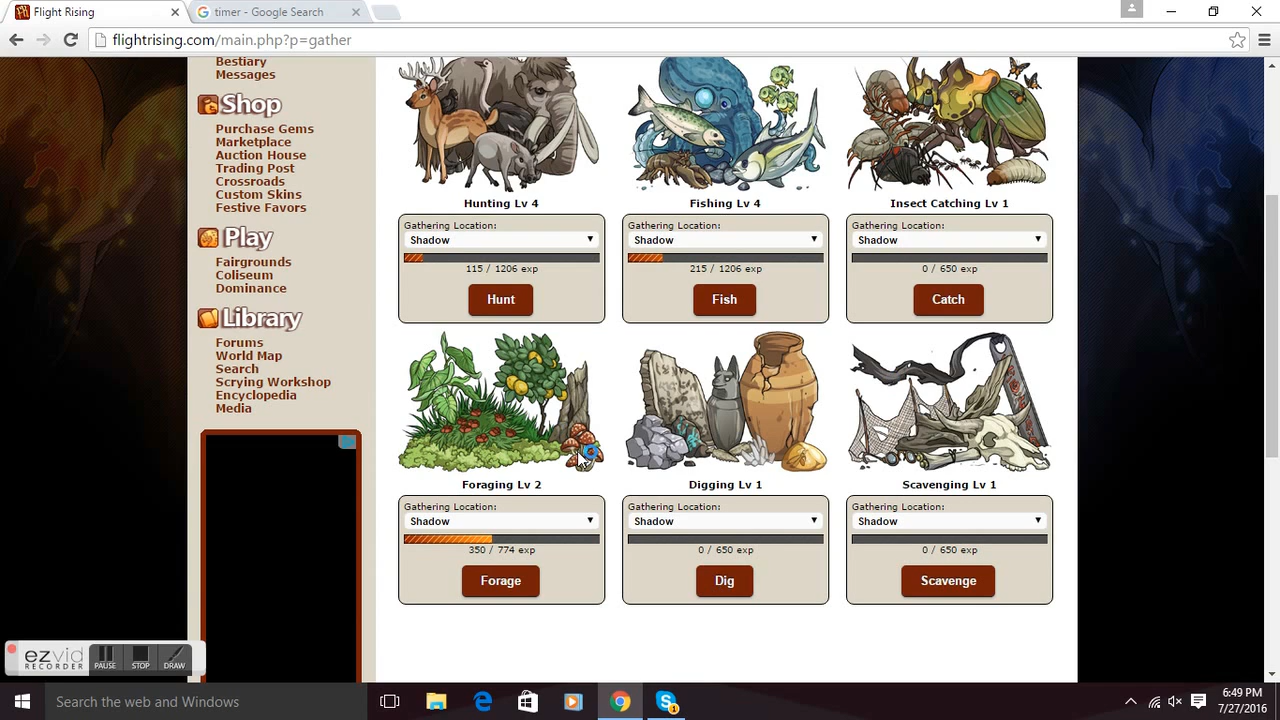 Flight Rising
timer - Google Search
flightrising.com/main.php?p=gather
Bestiary
Messages
Shop
Purchase Gems
Marketplace
Auction House
Trading Post
Crossroads
Custom Skins
Festive Favors
Play
Fairgrounds
Coliseum
Dominance
Library
Forums
World Map
Search
Scrying Workshop
Encyclopedia
Media
Hunting Lv 4
Fishing Lv 4
Insect Catching Lv 1
Gathering Location:
Gathering Location:
Gathering Location:
Shadow
Shadow
Shadow
115 / 1206 exp
215 / 1206 exp
0 / 650 exp
Hunt
Fish
Catch
Foraging Lv 2
Digging Lv 1
Scavenging Lv 1
Gathering Location:
Gathering Location:
Gathering Location:
Shadow
Shadow
Shadow
350 / 774 exp
0 / 650 exp
0 / 650 exp
Forage
Dig
Scavenge
ezvid
RECORDER
PAUSE
STOP
DRAW
Search the web and Windows
1
6:49 PM
7/27/2016